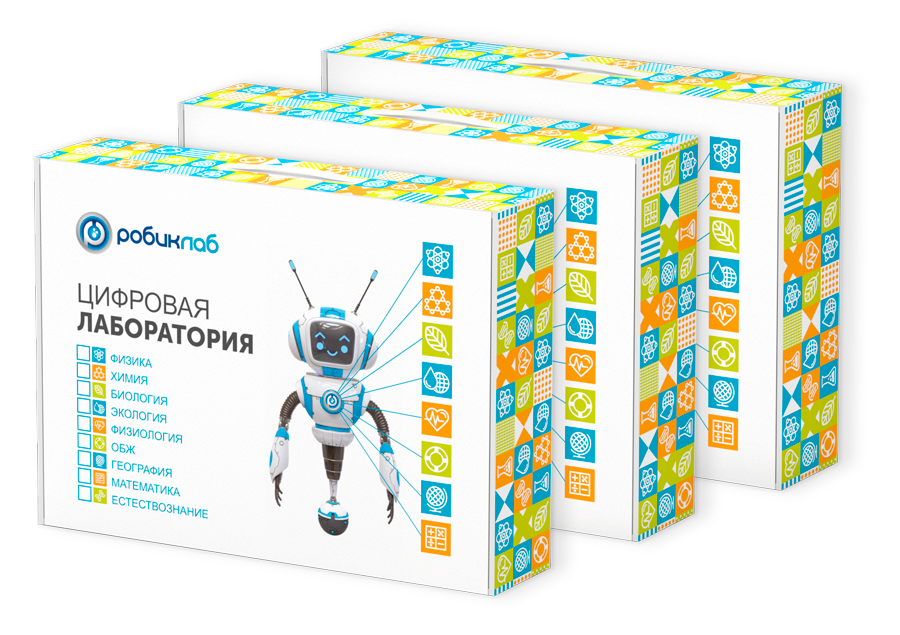 робиклаб
ЦИФРОВАЯ
ЛАБОРАТОРИЯ
ФИЗИКА
ХИМИЯ
БИОЛОГИЯ
ЭКОЛОГИЯ
ФИЗИОЛОГИЯ
ОБЖ
ГЕОГРАФИЯ
МАТЕМАТИКА
ЕСТЕСТВОЗНАНИЕ